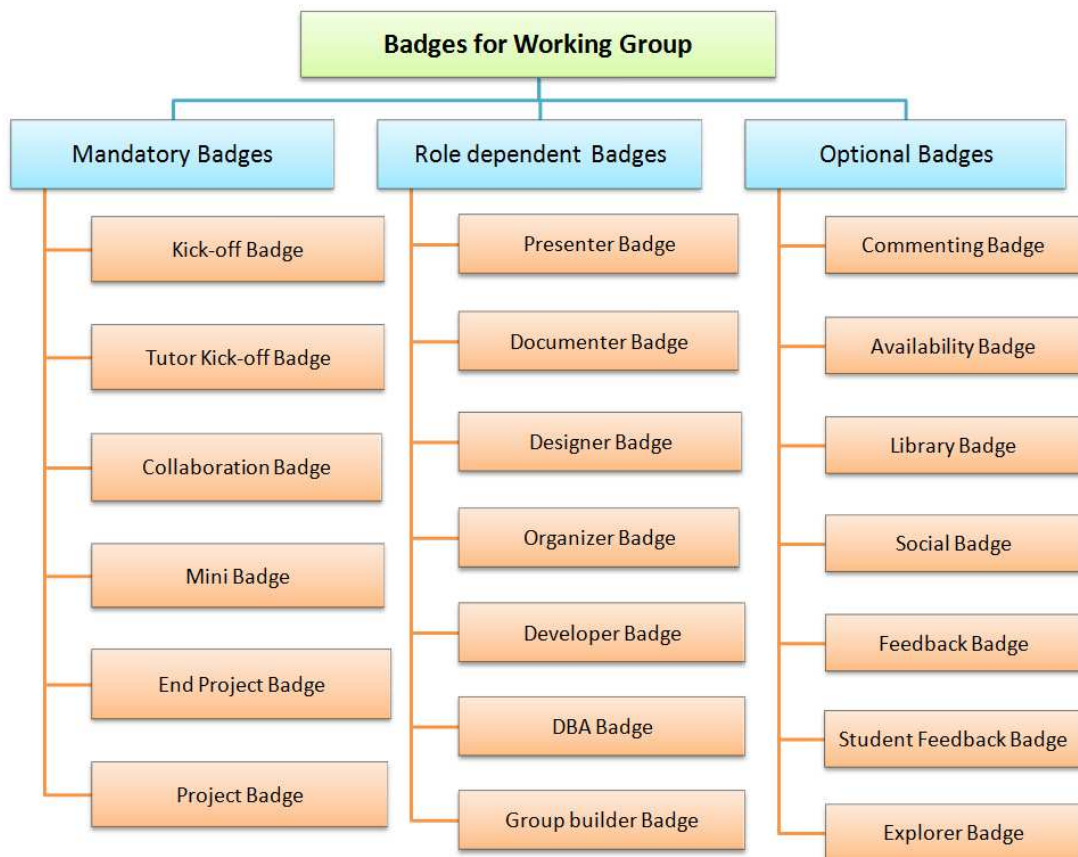 Badges for Working Group
Mandatory Badges
Kick-off Badge
Tutor Kick-off Badge
Collaboration Badge
Mini Badge
End Project Badge
Project Badge
Role dependent Badges
Presenter Badge
Documenter Badge
Designer Badge
Organizer Badge
Developer Badge
DBA Badge
Group builder Badge
Optional Badges
Commenting Badge
Availability Badge
Library Badge
Social Badge
Feedback Badge
Student Feedback Badge
Explorer Badge